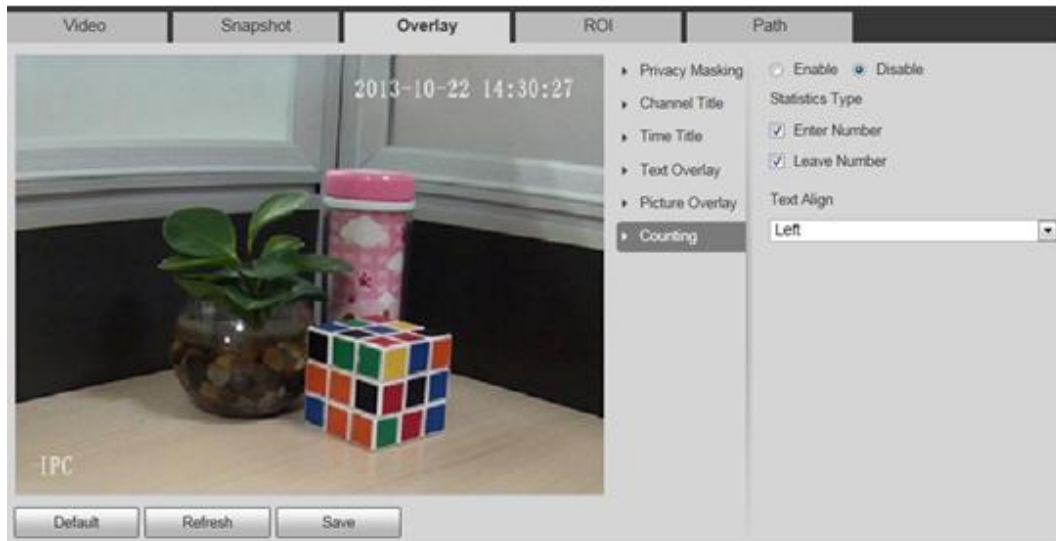 Video
Snapshot
Overlay
ROI
Path
2013-10-22 14:30:27
IPC
Privacy Masking
Channel Title
Time Title
Text Overlay
Picture Overlay
Counting
Enable
Disable
Statistics Type
Enter Number
Leave Number
Text Align
Left
Default
Refresh
Save